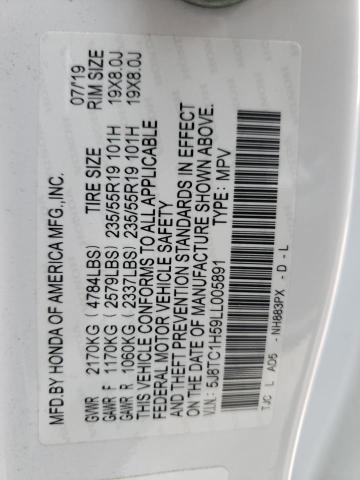 MFD.BY HONDA OF AMERICA MFG.,INC. 07/19
TIRE SIZE RIM SIZE
GVWR 2170KG (4784LBS)
GAWR F 1170KG (2579LBS) 235/55R19 101H 19X8.0J
GAWR R 1060KG (2337LBS) 235/55R19 101H 19X8.0J
THIS VEHICLE CONFORMS TO ALL APPLICABLE
FEDERAL MOTOR VEHICLE SAFETY
AND THEFT PREVENTION STANDARDS IN EFFECT
ON THE DATE OF MANUFACTURE SHOWN ABOVE.
V.I.N.: 5J8TC1H59LL005891 TYPE: MPV
TJC L AD5 - NH883PX - D - L